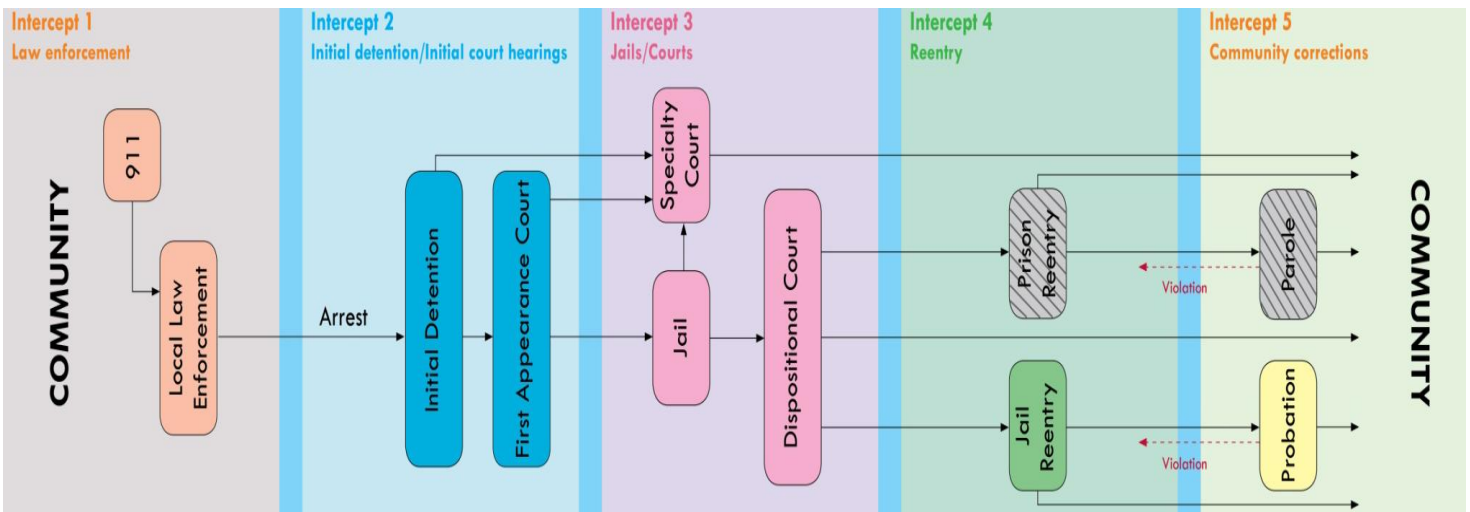 Intercept 1
Law enforcement
Intercept 2
Initial detention/Initial court hearings
Intercept 3
Jails/Courts
Intercept 4
Reentry
Intercept 5
Community corrections
COMMUNITY
911
Local Law
Enforcement
Arrest
Initial Detention
First Appearance Court
Specialty
Court
Jail
Dispositional Court
Prison
Reentry
Jail
Reentry
Violation
Violation
Parole
Probation
COMMUNITY